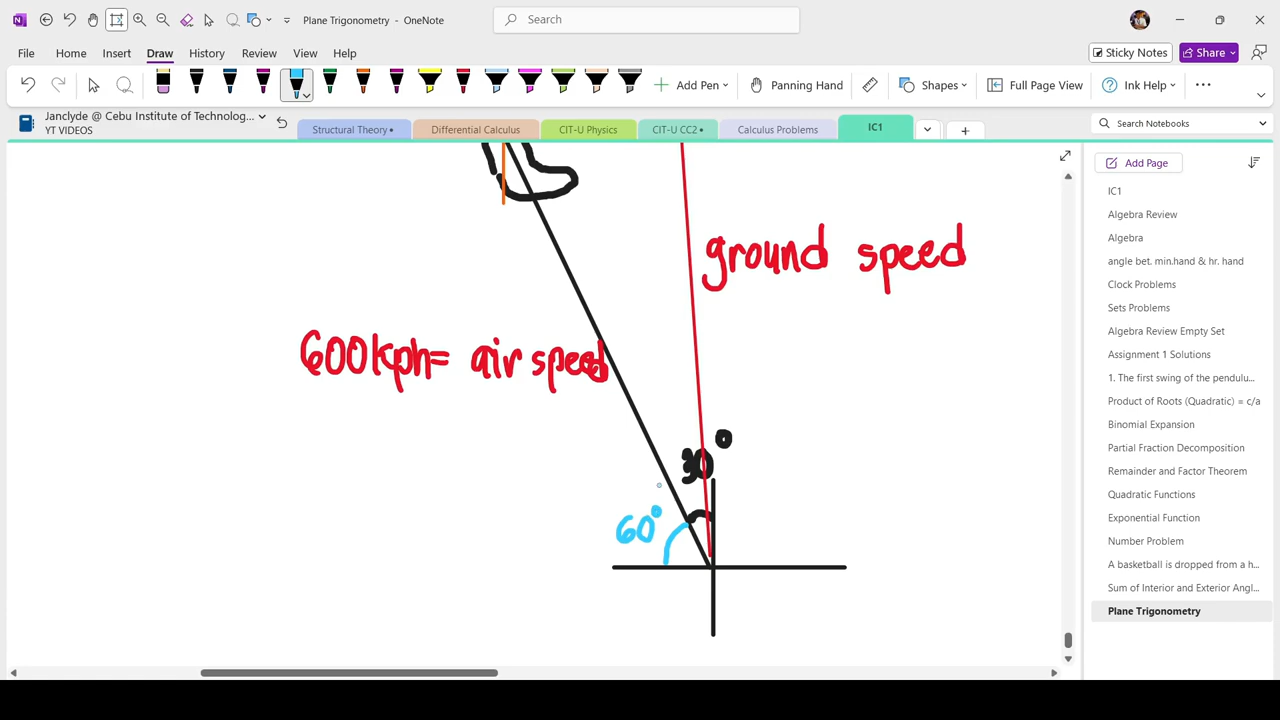 Plane Trigonometry - OneNote
Search
File Home Insert Draw History Review View Help
Sticky Notes
Share
Add Pen
Panning Hand
Shapes
Full Page View
Ink Help
Janclyde @ Cebu Institute of Technolog...
YT VIDEOS
Structural Theory
Differential Calculus
CIT-U Physics
CIT-U CC2
Calculus Problems
IC1
Search Notebooks
Add Page
IC1
Algebra Review
Algebra
angle bet. min.hand & hr. hand
Clock Problems
Sets Problems
Algebra Review Empty Set
Assignment 1 Solutions
1. The first swing of the pendulu...
Product of Roots (Quadratic) = c/a
Binomial Expansion
Partial Fraction Decomposition
Remainder and Factor Theorem
Quadratic Functions
Exponential Function
Number Problem
A basketball is dropped from a h...
Sum of Interior and Exterior Angl...
Plane Trigonometry
ground speed
600kph= air speed
30°
60°